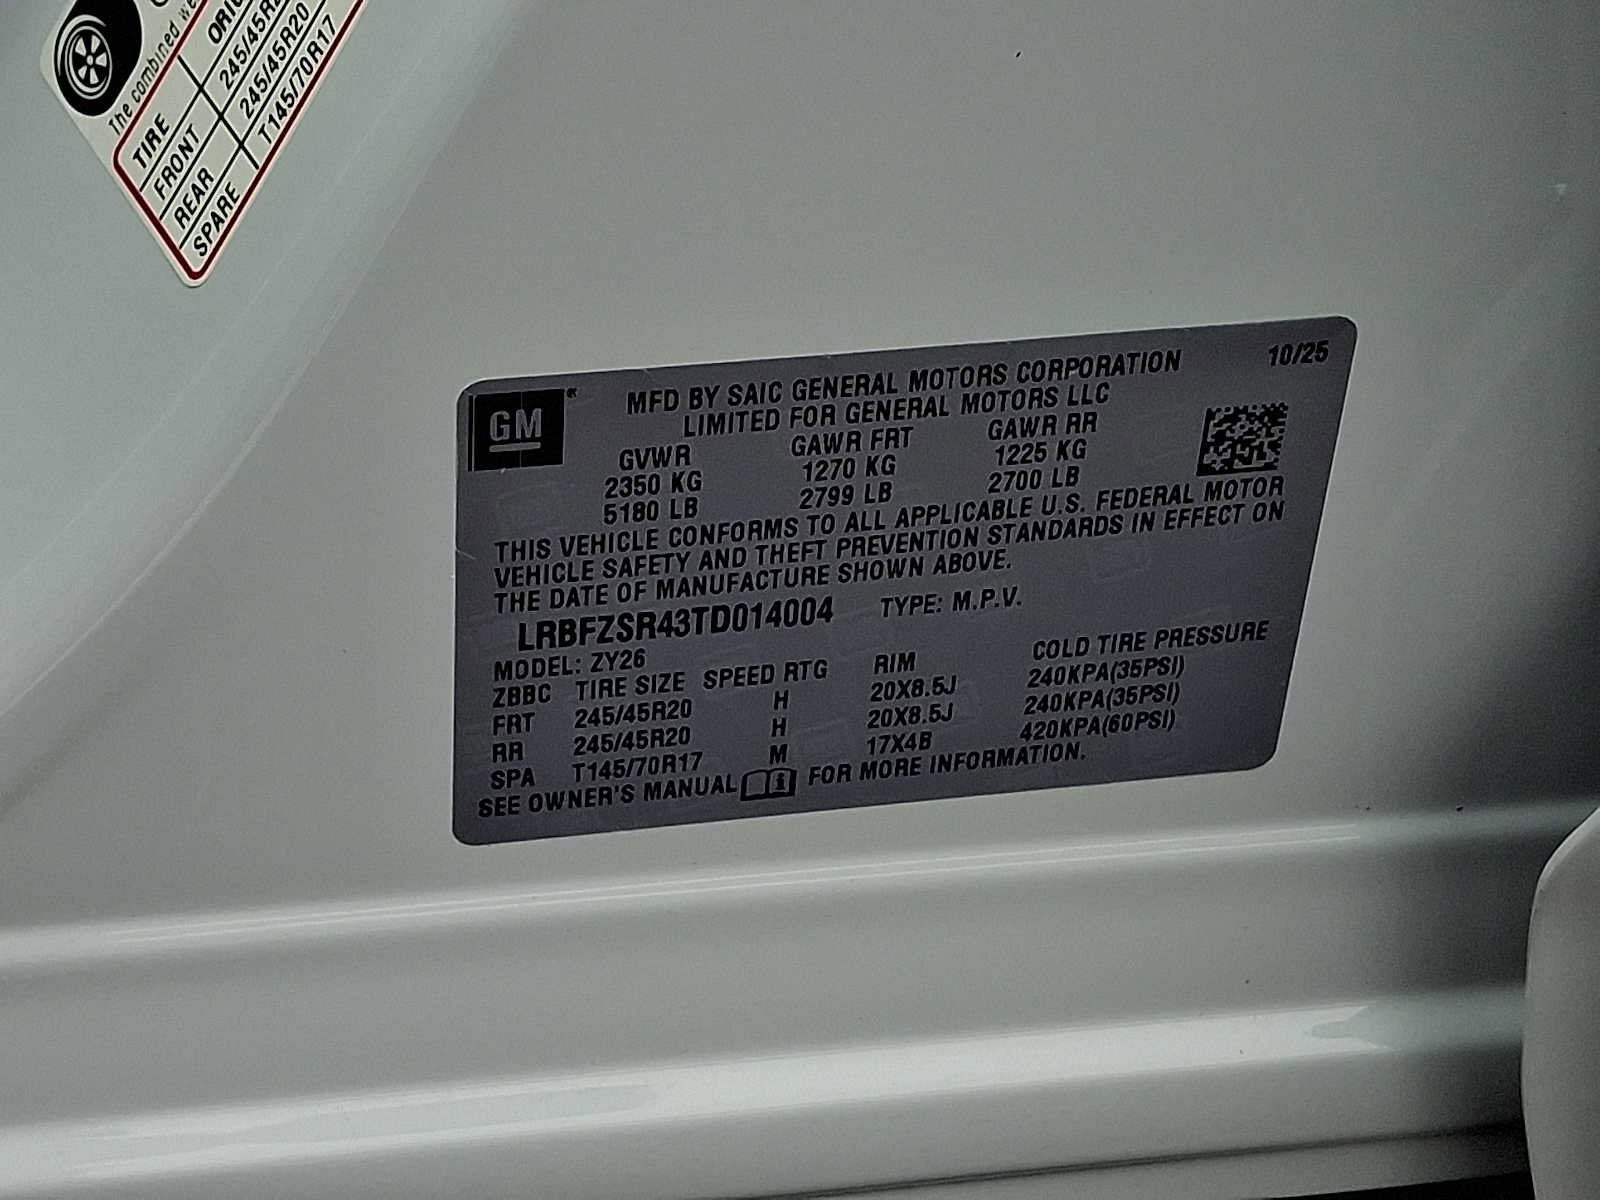 The combined we
TIRE ORIG
FRONT 245/45R2
REAR 245/45R20
SPARE T145/70R17
GM®
MFD BY SAIC GENERAL MOTORS CORPORATION 10/25
LIMITED FOR GENERAL MOTORS LLC
GVWR GAWR FRT GAWR RR
2350 KG 1270 KG 1225 KG
5180 LB 2799 LB 2700 LB
THIS VEHICLE CONFORMS TO ALL APPLICABLE U.S. FEDERAL MOTOR
VEHICLE SAFETY AND THEFT PREVENTION STANDARDS IN EFFECT ON
THE DATE OF MANUFACTURE SHOWN ABOVE.
LRBFZSR43TD014004 TYPE: M.P.V.
MODEL: ZY26
ZBBC TIRE SIZE SPEED RTG RIM COLD TIRE PRESSURE
FRT 245/45R20 H 20X8.5J 240KPA(35PSI)
RR 245/45R20 H 20X8.5J 240KPA(35PSI)
SPA T145/70R17 M 17X4B 420KPA(60PSI)
SEE OWNER'S MANUAL FOR MORE INFORMATION.